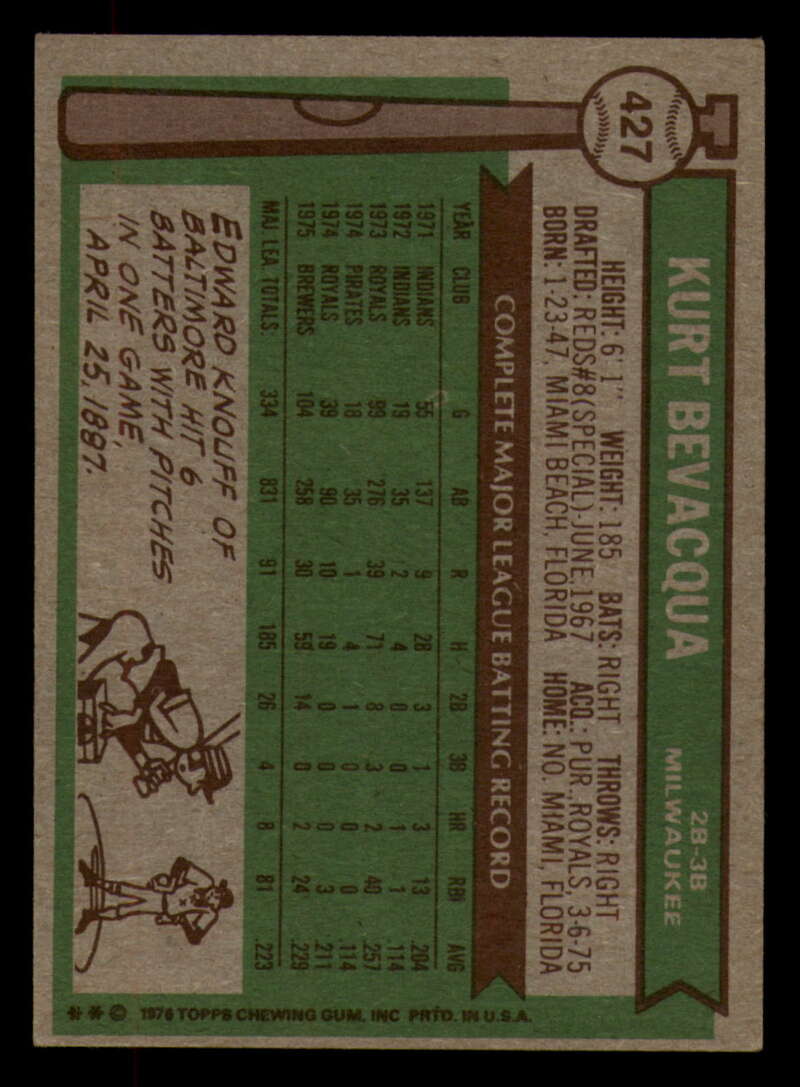 427
KURT BEVACQUA
2B-3B
MILWAUKEE
HEIGHT: 6'1" WEIGHT: 185 BATS: RIGHT THROWS: RIGHT
DRAFTED: REDS#8(SPECIAL)-JUNE,1967 ACQ.: PUR., ROYALS, 3-6-75
BORN: 1-23-47, MIAMI BEACH, FLORIDA HOME: NO. MIAMI, FLORIDA
COMPLETE MAJOR LEAGUE BATTING RECORD
YEAR CLUB G AB R H 2B 3B HR RBI AVG
1971 INDIANS 55 137 9 28 3 1 3 13 .204
1972 INDIANS 19 35 2 4 0 0 1 1 .114
1973 ROYALS 99 276 39 71 8 3 2 40 .257
1974 PIRATES 18 35 1 4 1 0 0 0 .114
1974 ROYALS 39 90 10 19 0 0 0 3 .211
1975 BREWERS 104 258 30 59 14 0 2 24 .229
MAJ. LEA. TOTALS 334 831 91 185 26 4 8 81 .223
EDWARD KNOUFF OF
BALTIMORE HIT 6
BATTERS WITH PITCHES
IN ONE GAME,
APRIL 25, 1887.
** © 1976 TOPPS CHEWING GUM, INC PRTD. IN U.S.A.